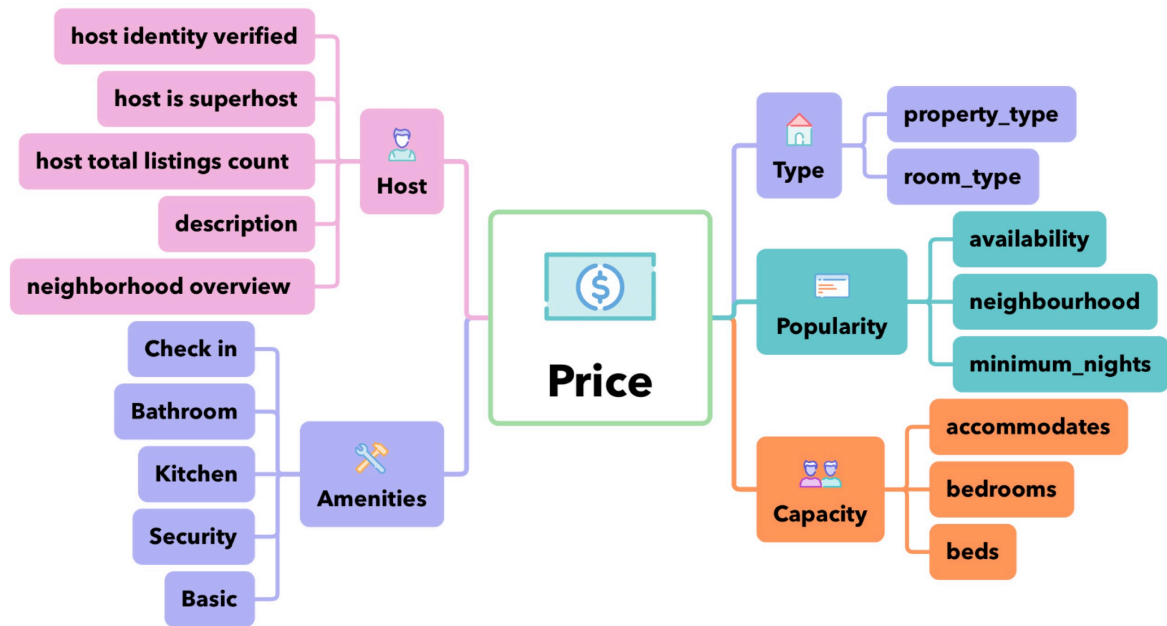 host identity verified
host is superhost
host total listings count
description
neighborhood overview
Host
Check in
Bathroom
Kitchen
Security
Basic
Amenities
$
Price
Type
property_type
room_type
Popularity
availability
neighbourhood
minimum_nights
Capacity
accommodates
bedrooms
beds